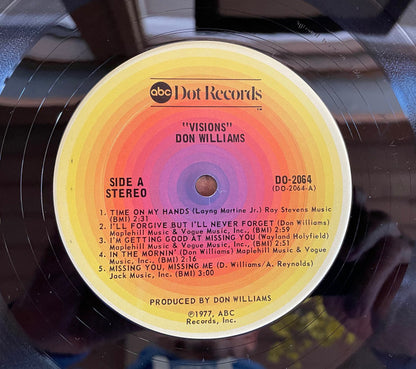 abc Dot Records
"VISIONS"
DON WILLIAMS
SIDE A
STEREO
DO-2064
(DO-2064-A)
1. TIME ON MY HANDS (Layng Martine Jr.) Ray Stevens Music
(BMI) 2:31
2. I'LL FORGIVE BUT I'LL NEVER FORGET (Don Williams)
Maplehill Music & Vogue Music, Inc., (BMI) 2:59
3. I'M GETTING GOOD AT MISSING YOU (Wayland Holyfield)
Maplehill Music & Vogue Music, Inc., (BMI) 2:51
4. IN THE MORNIN' (Don Williams) Maplehill Music & Vogue
Music, Inc., (BMI) 2:16
5. MISSING YOU, MISSING ME (D. Williams/A. Reynolds)
Jack Music, Inc. (BMI) 3:00
PRODUCED BY DON WILLIAMS
℗1977, ABC
Records, Inc.